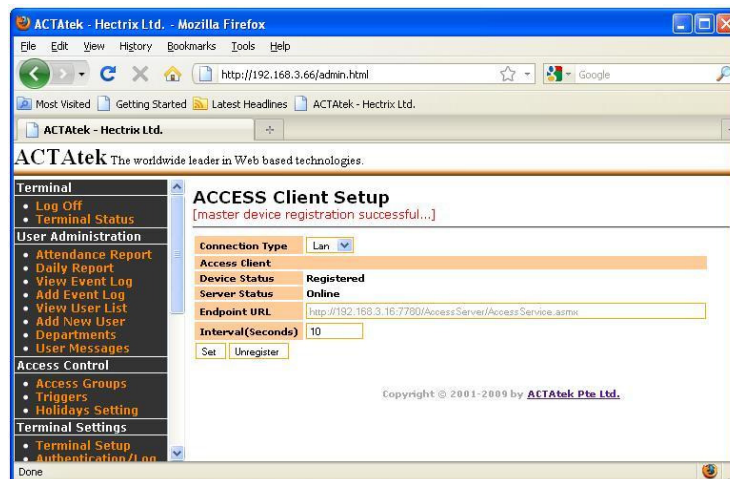 ACTAtek - Hectrix Ltd. - Mozilla Firefox
File Edit View History Bookmarks Tools Help
http://192.168.3.66/admin.html
Google
Most Visited Getting Started Latest Headlines ACTAtek - Hectrix Ltd.
ACTAtek - Hectrix Ltd.
ACTAtek The worldwide leader in Web based technologies.
Terminal
Log Off
Terminal Status
User Administration
Attendance Report
Daily Report
View Event Log
Add Event Log
View User List
Add New User
Departments
User Messages
Access Control
Access Groups
Triggers
Holidays Setting
Terminal Settings
Terminal Setup
Authentication/Log
ACCESS Client Setup
[master device registration successful...]
Connection Type Lan
Access Client
Device Status Registered
Server Status Online
Endpoint URL http://192.168.3.16:7780/AccessServer/AccessService.asmx
Interval(Seconds) 10
Set Unregister
Copyright © 2001-2009 by ACTAtek Pte Ltd.
Done